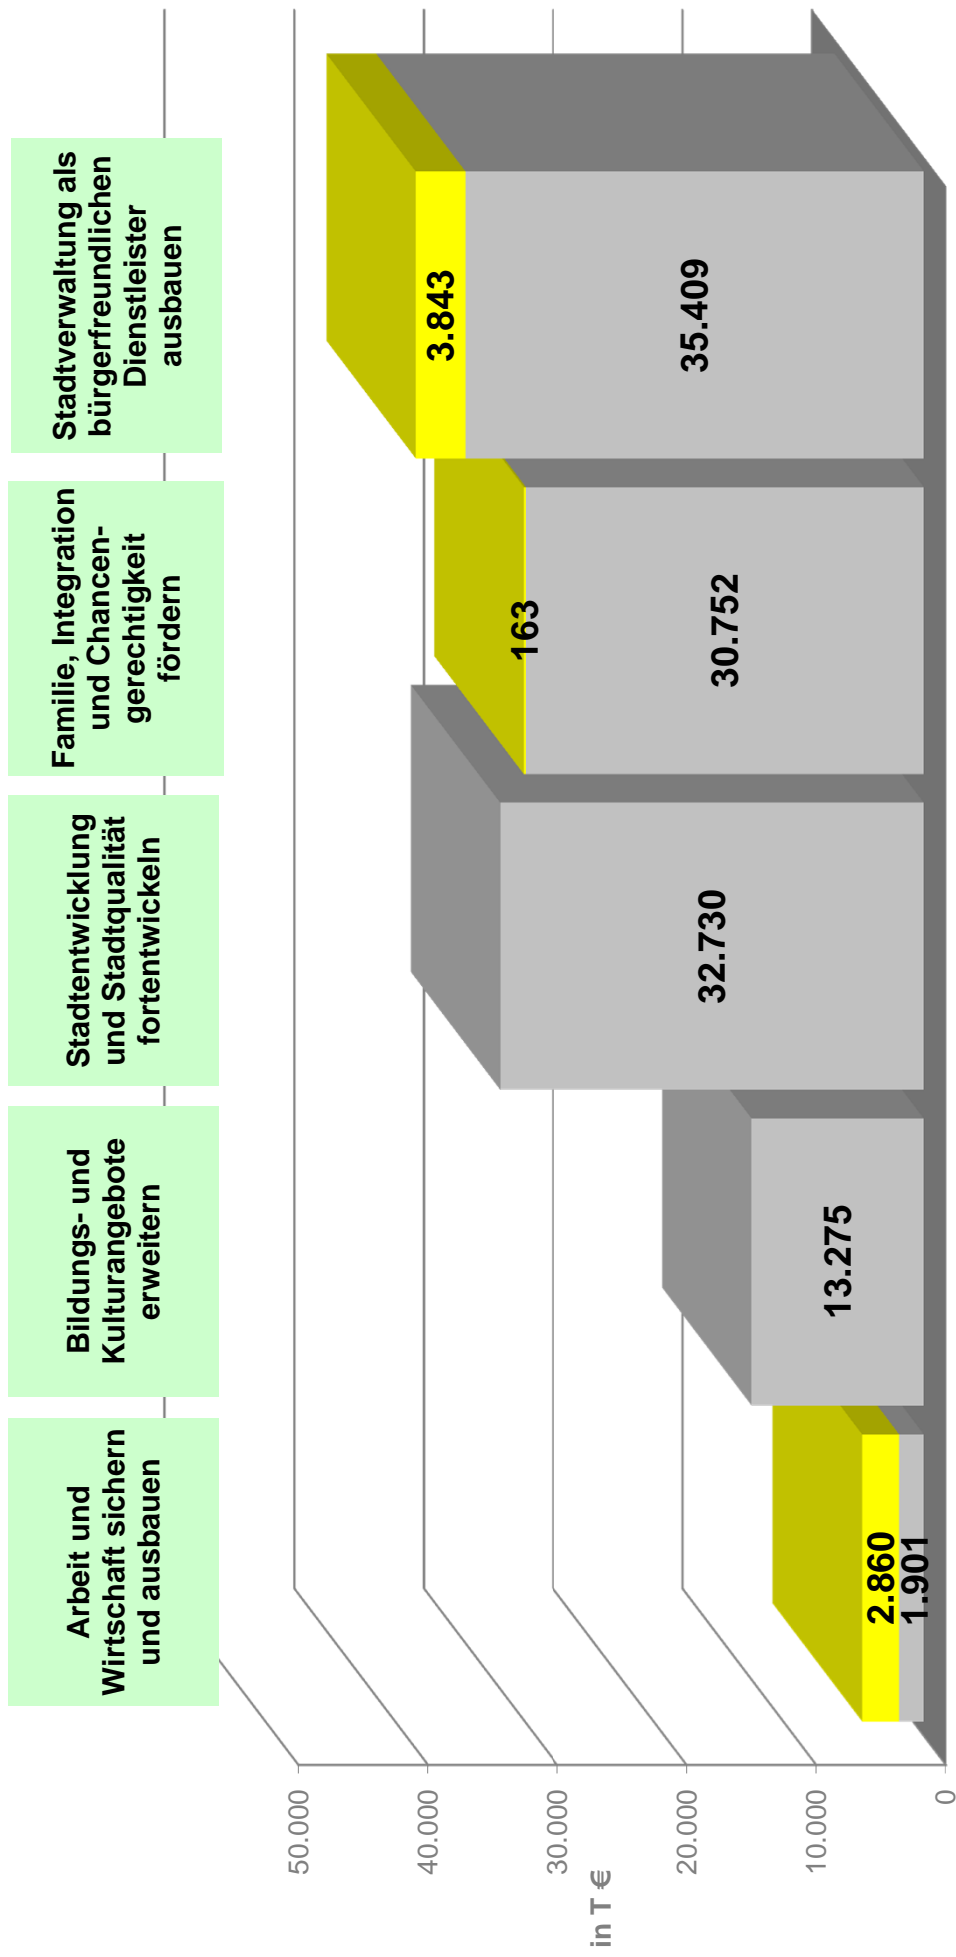 Arbeit und
Wirtschaft sichern
und ausbauen
Bildungs- und
Kulturangebote
erweitern
Stadtentwicklung
und Stadtqualität
fortentwickeln
Familie, Integration
und Chancen-
gerechtigkeit
fördern
Stadtverwaltung als
bürgerfreundlichen
Dienstleister
ausbauen
50.000
40.000
30.000
in T €
20.000
10.000
0
2.860
1.901
13.275
32.730
163
30.752
3.843
35.409